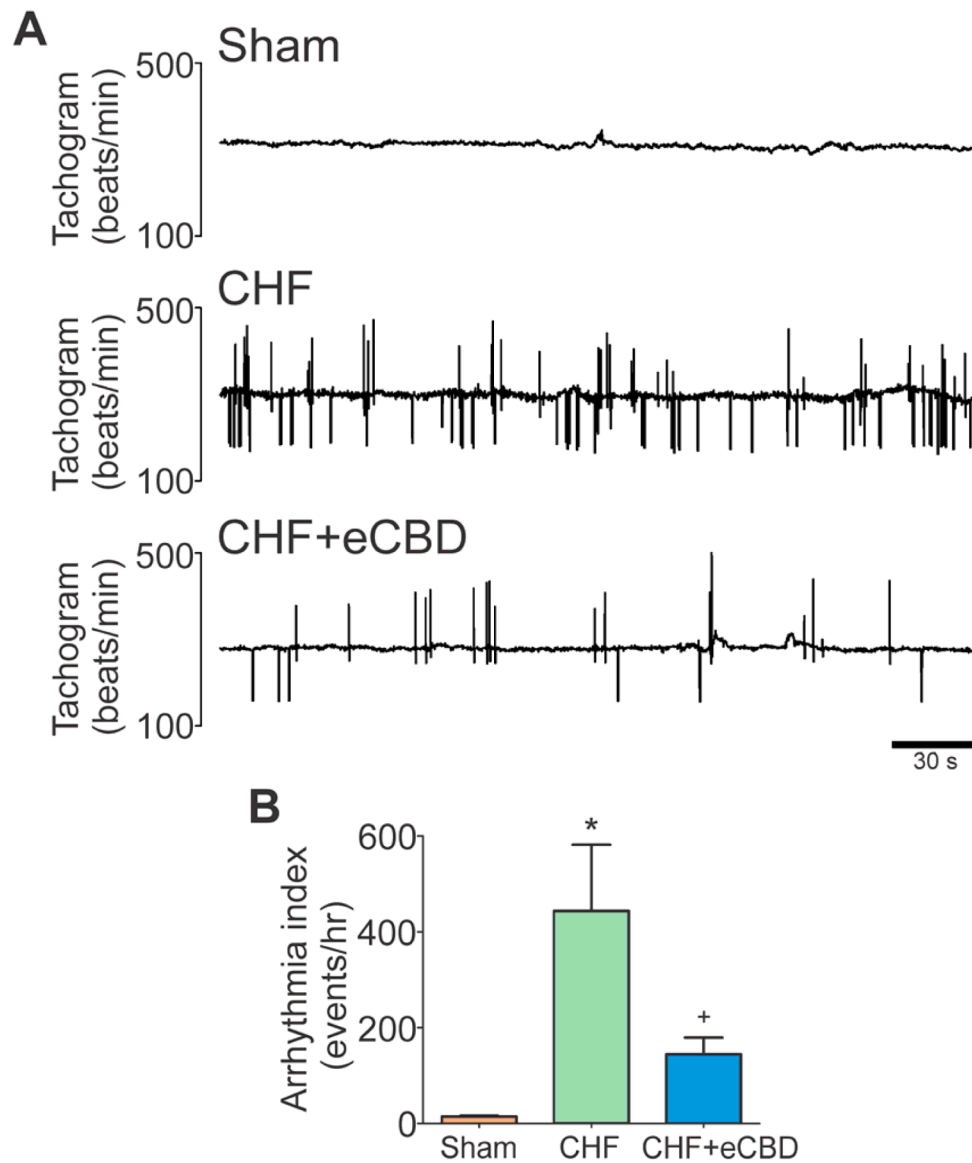 A
Sham
500
Tachogram
(beats/min)
100
CHF
500
Tachogram
(beats/min)
100
CHF+eCBD
500
Tachogram
(beats/min)
100
30 s
B
*
+
600
400
200
0
Arrhythmia index
(events/hr)
Sham CHF CHF+eCBD